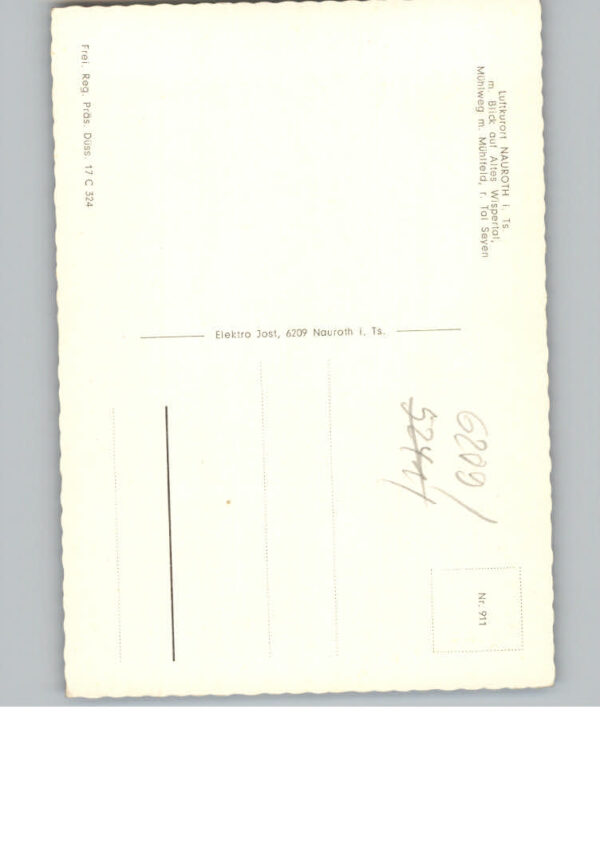 Luftkurort NAUROTH i. Ts
m. Blick auf Altes Wispertal,
Mühlweg m. Mühlfeld, r. Tal Seyen
Frei. Reg. Präs. Düss. 17 C 324
Elektro Jost, 6209 Nauroth i. Ts.
6209/
Nr. 911